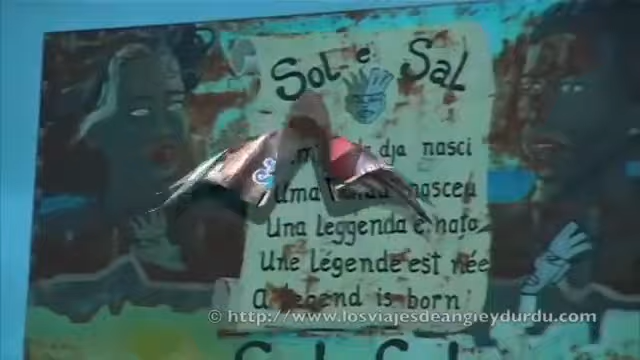 Sol e Sal
dja nasci
Uma nasceu
Una leggenda è nata
Une légende est née
A legend is born
© http://www.losviajesdeangieydurdu.com